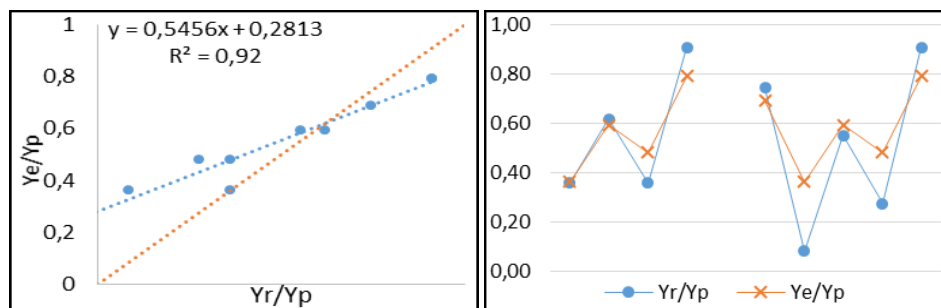 1
y = 0,5456x + 0,2813
R² = 0,92
0,8
0,6
0,4
0,2
0
Ye/Yp
Yr/Yp
1,00
0,80
0,60
0,40
0,20
0,00
Yr/Yp
Ye/Yp